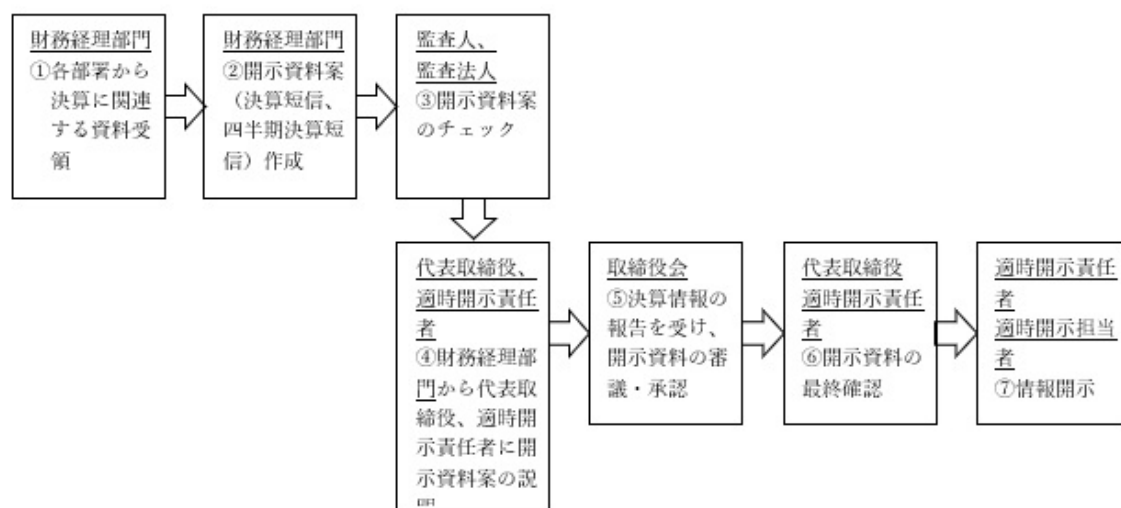 財務経理部門
①各部署から
決算に関連
する資料受
領
財務経理部門
②開示資料案
（決算短信、
四半期決算短
信）作成
監査人、
監査法人
③開示資料案
のチェック
代表取締役、
適時開示責任
者
④財務経理部
門から代表取
締役、適時開
示責任者に開
示資料案の説
取締役会
⑤決算情報の
報告を受け、
開示資料の審
議・承認
代表取締役
適時開示責任
者
⑥開示資料の
最終確認
適時開示責任
者
適時開示担当
者
⑦情報開示